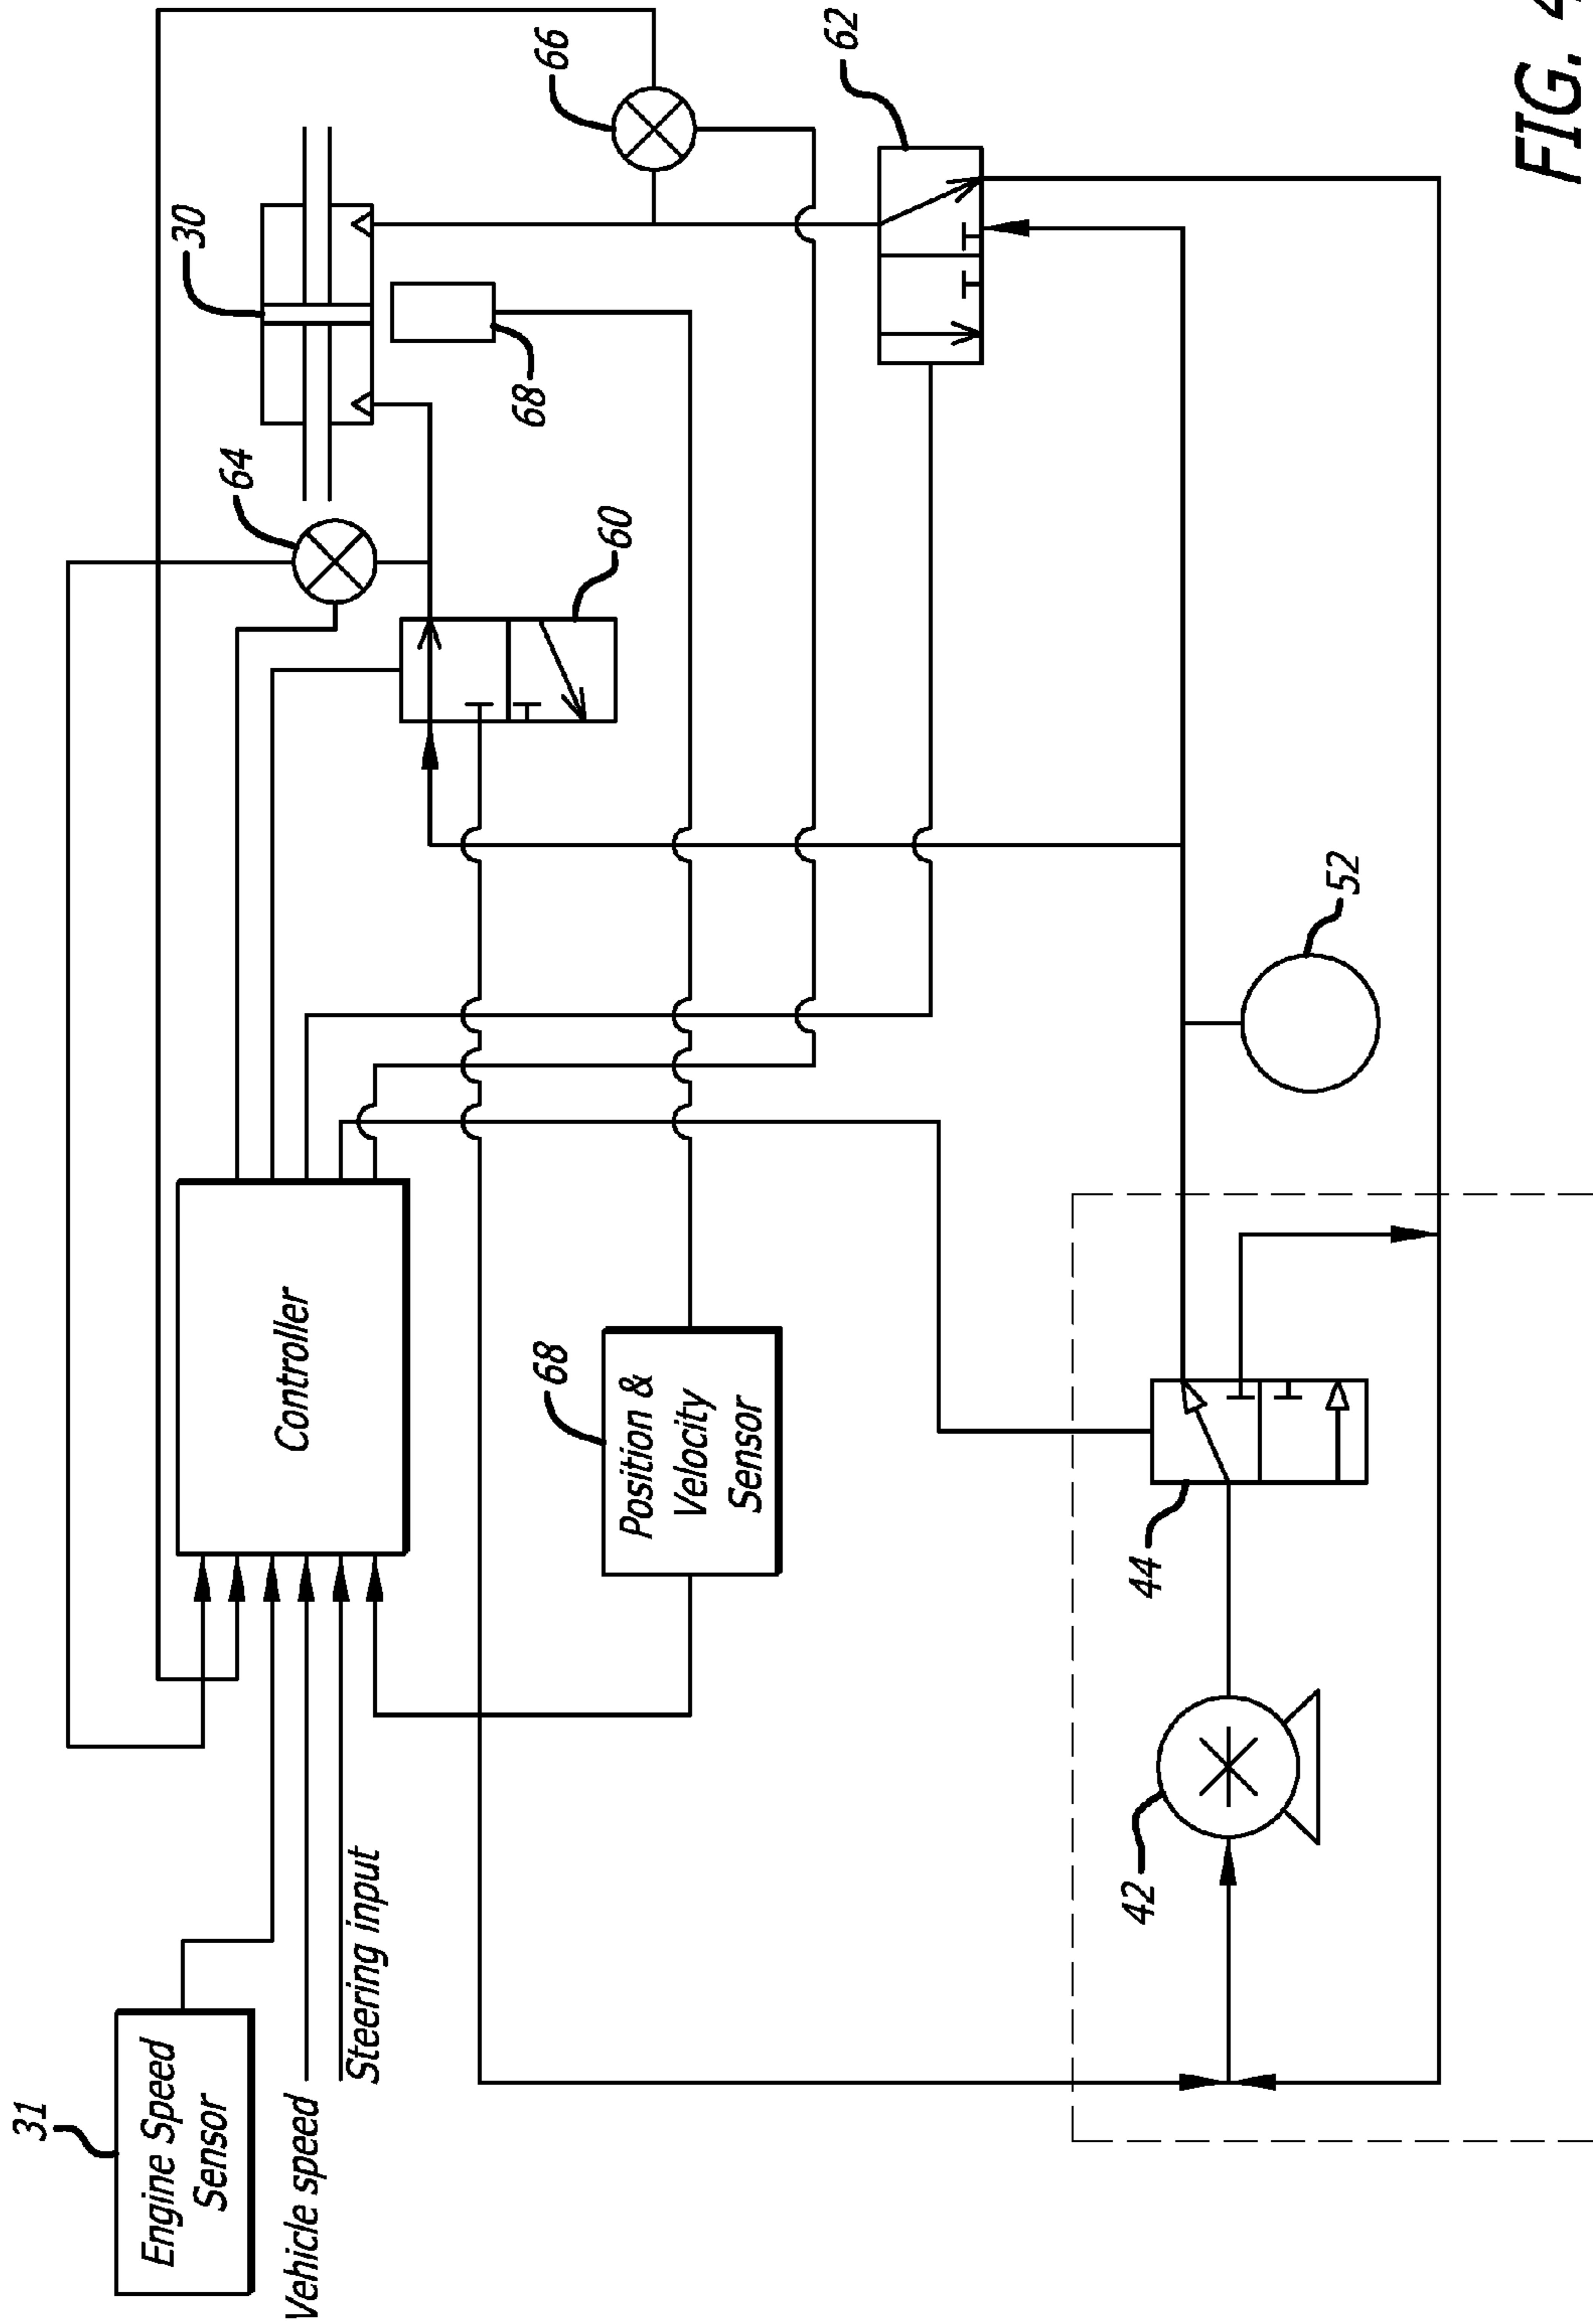 31
Engine Speed
Sensor
Vehicle speed
Steering input
Controller
68
Position &
Velocity
Sensor
42
44
52
64
60
30
68
66
62
FIG. 4